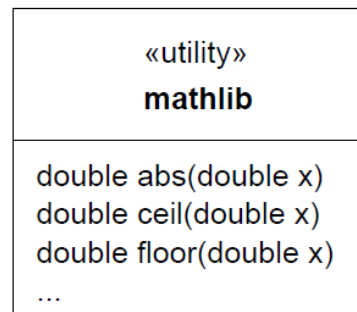 «utility»
mathlib
double abs(double x)
double ceil(double x)
double floor(double x)
...